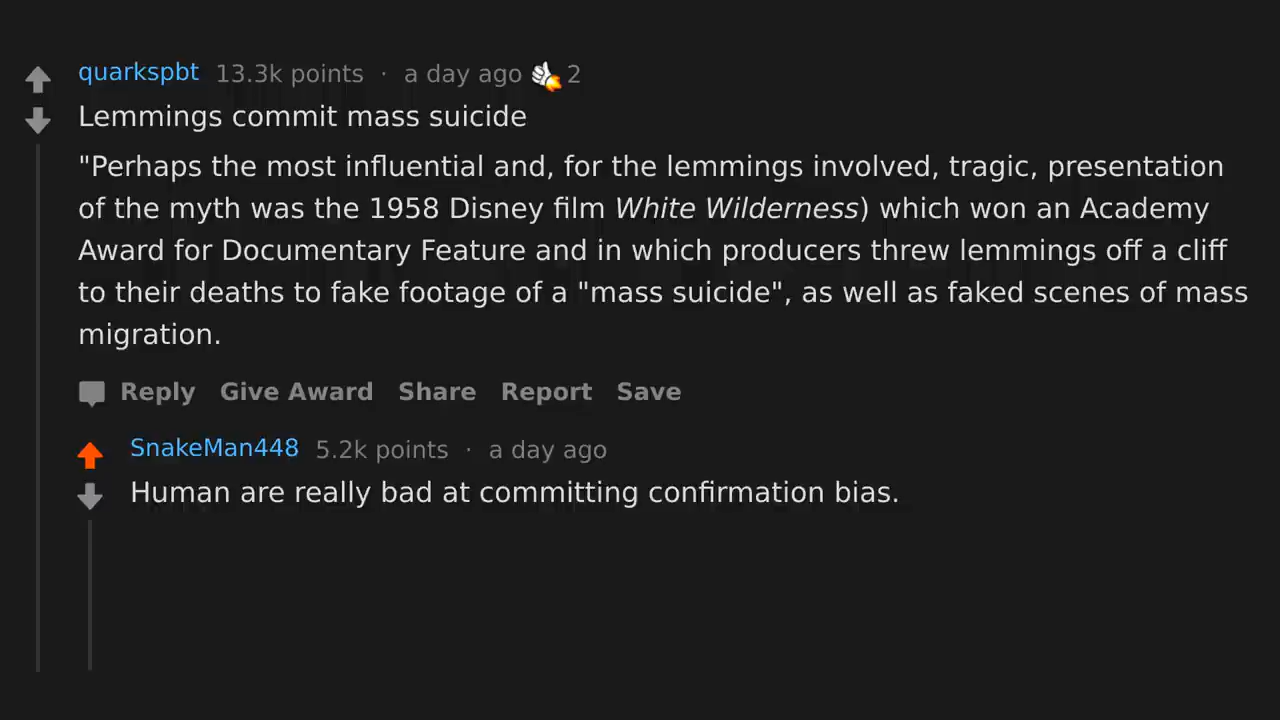 quarkspbt 13.3k points · a day ago 2
Lemmings commit mass suicide
"Perhaps the most influential and, for the lemmings involved, tragic, presentation
of the myth was the 1958 Disney film White Wilderness) which won an Academy
Award for Documentary Feature and in which producers threw lemmings off a cliff
to their deaths to fake footage of a "mass suicide", as well as faked scenes of mass
migration.
Reply Give Award Share Report Save
SnakeMan448 5.2k points · a day ago
Human are really bad at committing confirmation bias.